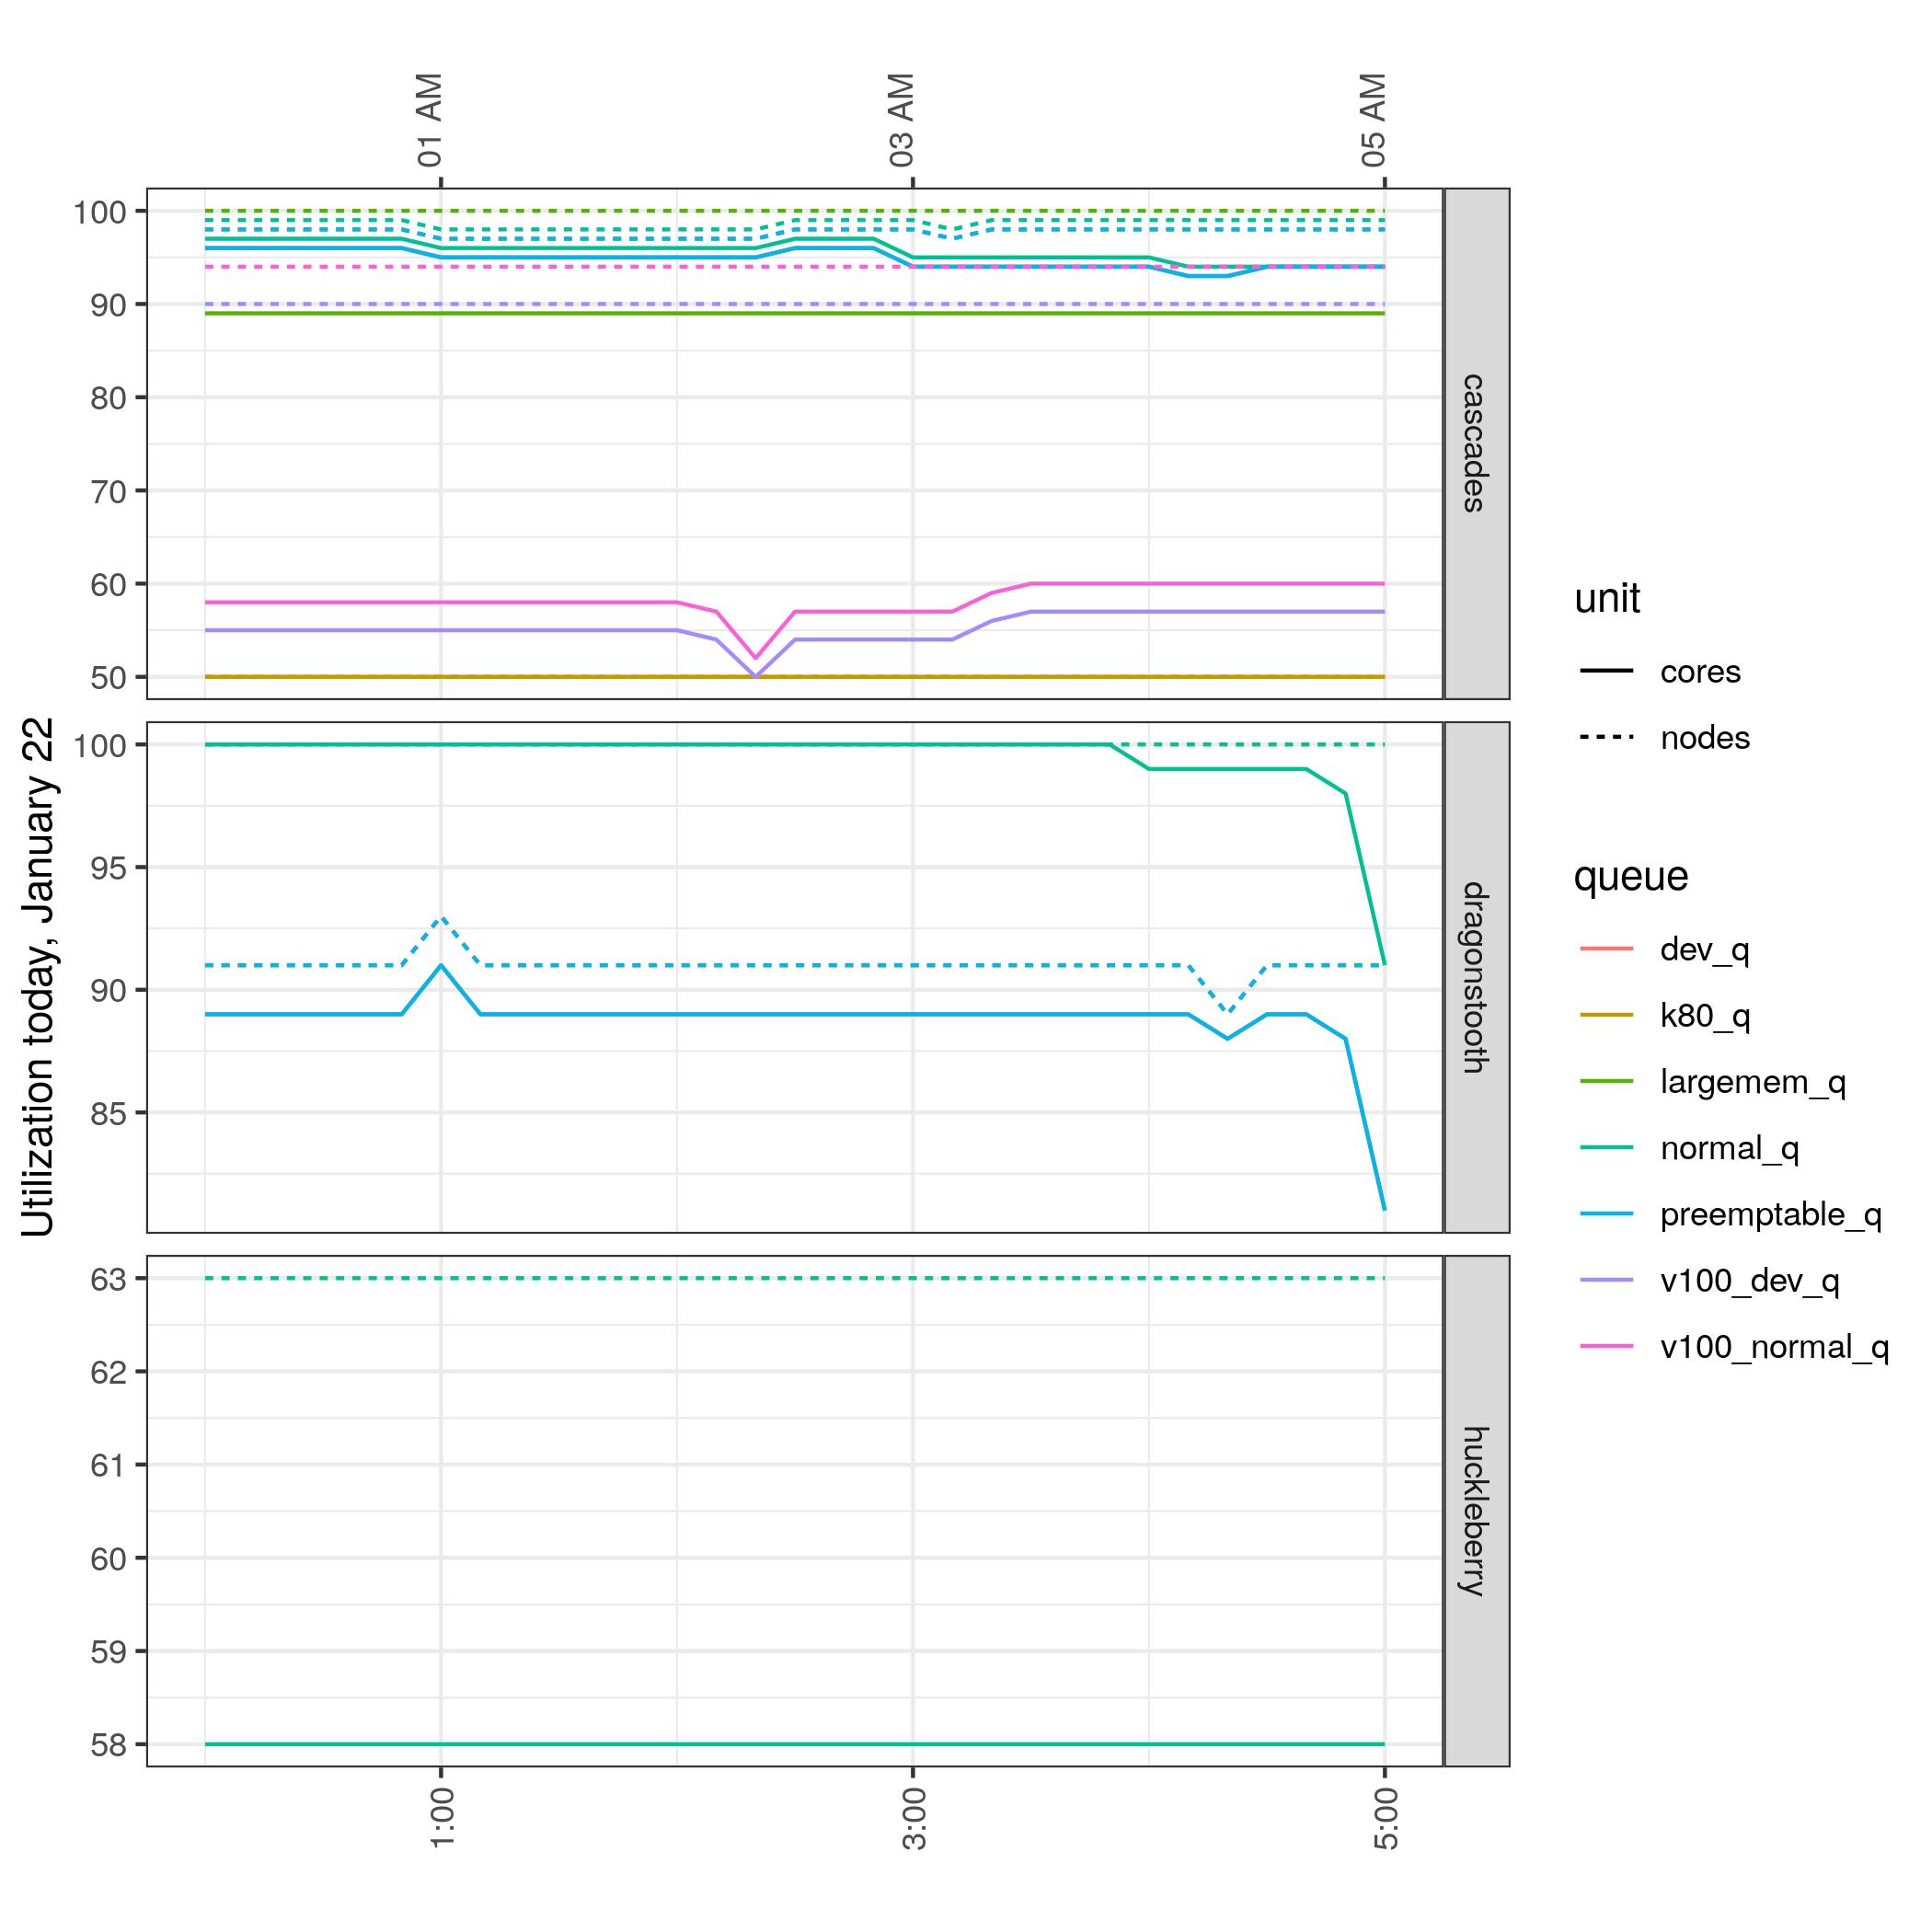 01 AM
03 AM
05 AM
Utilization today, January 22
100
90
80
70
60
50
cascades
100
95
90
85
dragonstooth
63
62
61
60
59
58
huckleberry
1:00
3:00
5:00
unit
cores
nodes
queue
dev_q
k80_q
largemem_q
normal_q
preemptable_q
v100_dev_q
v100_normal_q